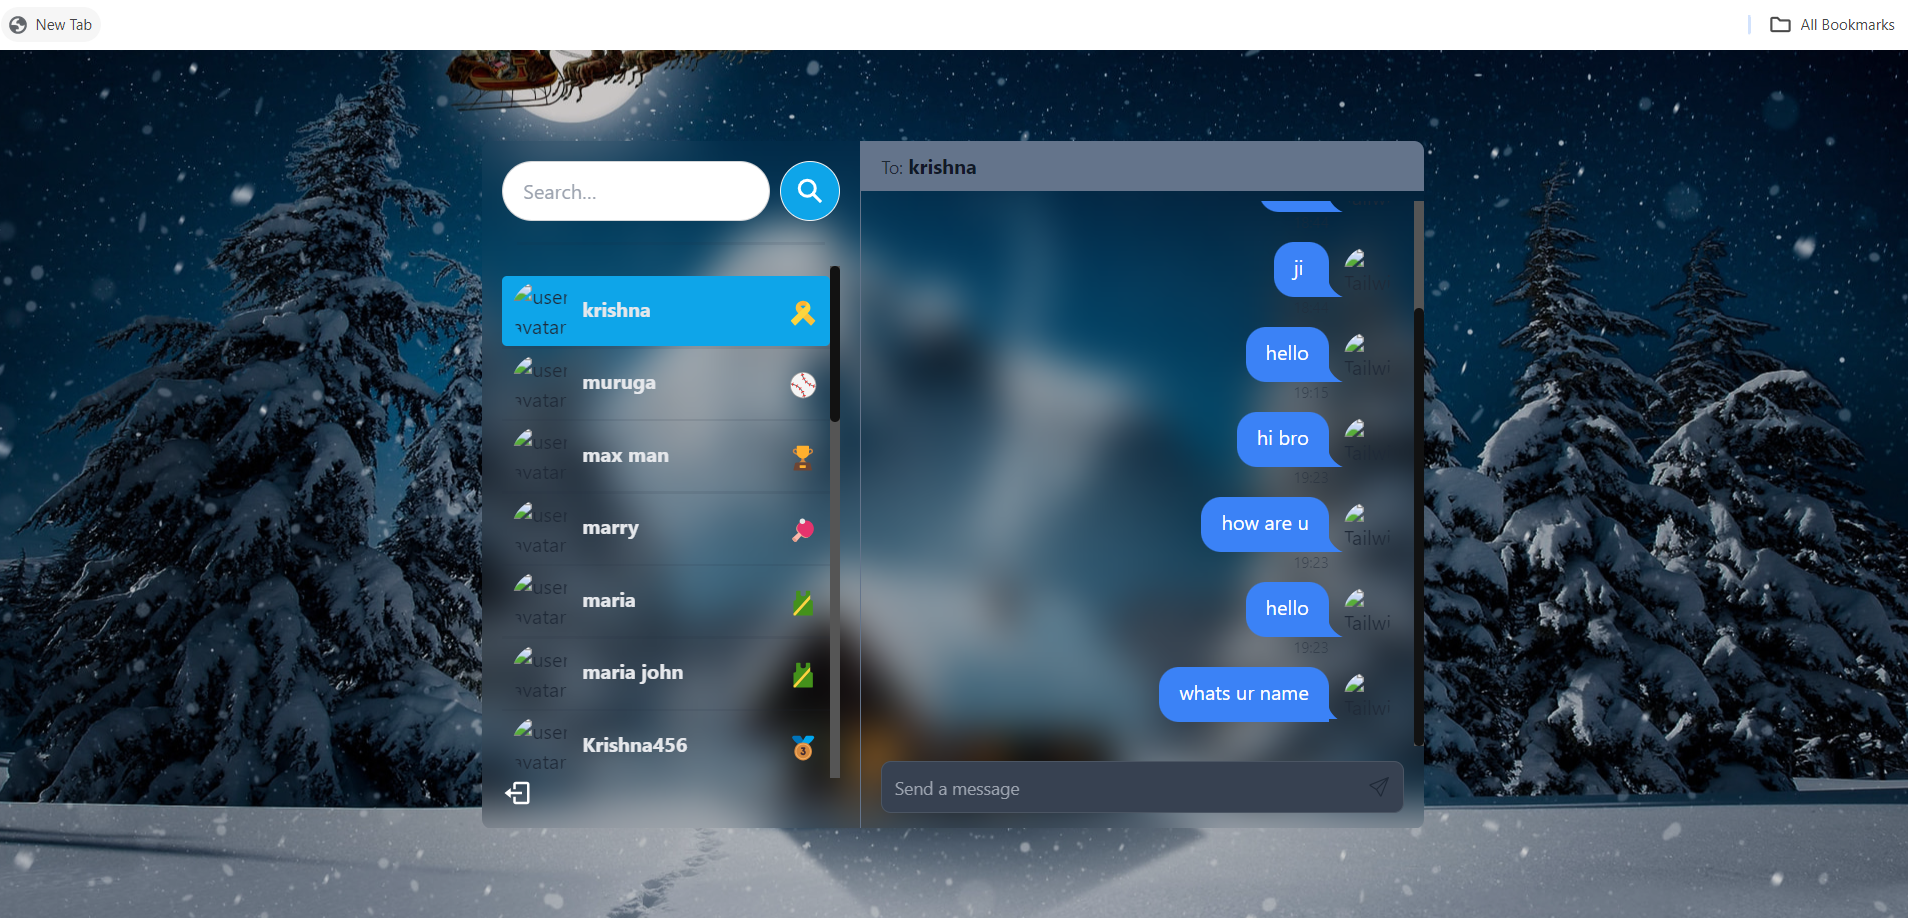 New Tab
All Bookmarks
Search...
To: krishna
user
avatar
krishna
user
avatar
muruga
user
avatar
max man
user
avatar
marry
user
avatar
maria
user
avatar
maria john
user
avatar
Krishna456
ji
Tailwi
hello
Tailwi
19:15
hi bro
Tailwi
19:23
how are u
Tailwi
19:23
hello
Tailwi
19:23
whats ur name
Tailwi
Send a message